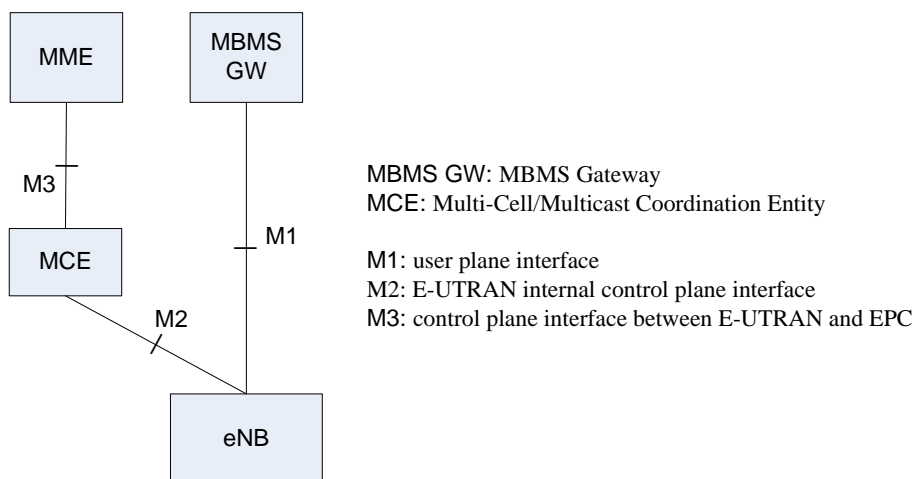 MME
MBMS
GW
M3
MCE
M1
M2
eNB
MBMS GW: MBMS Gateway
MCE: Multi-Cell/Multicast Coordination Entity
M1: user plane interface
M2: E-UTRAN internal control plane interface
M3: control plane interface between E-UTRAN and EPC